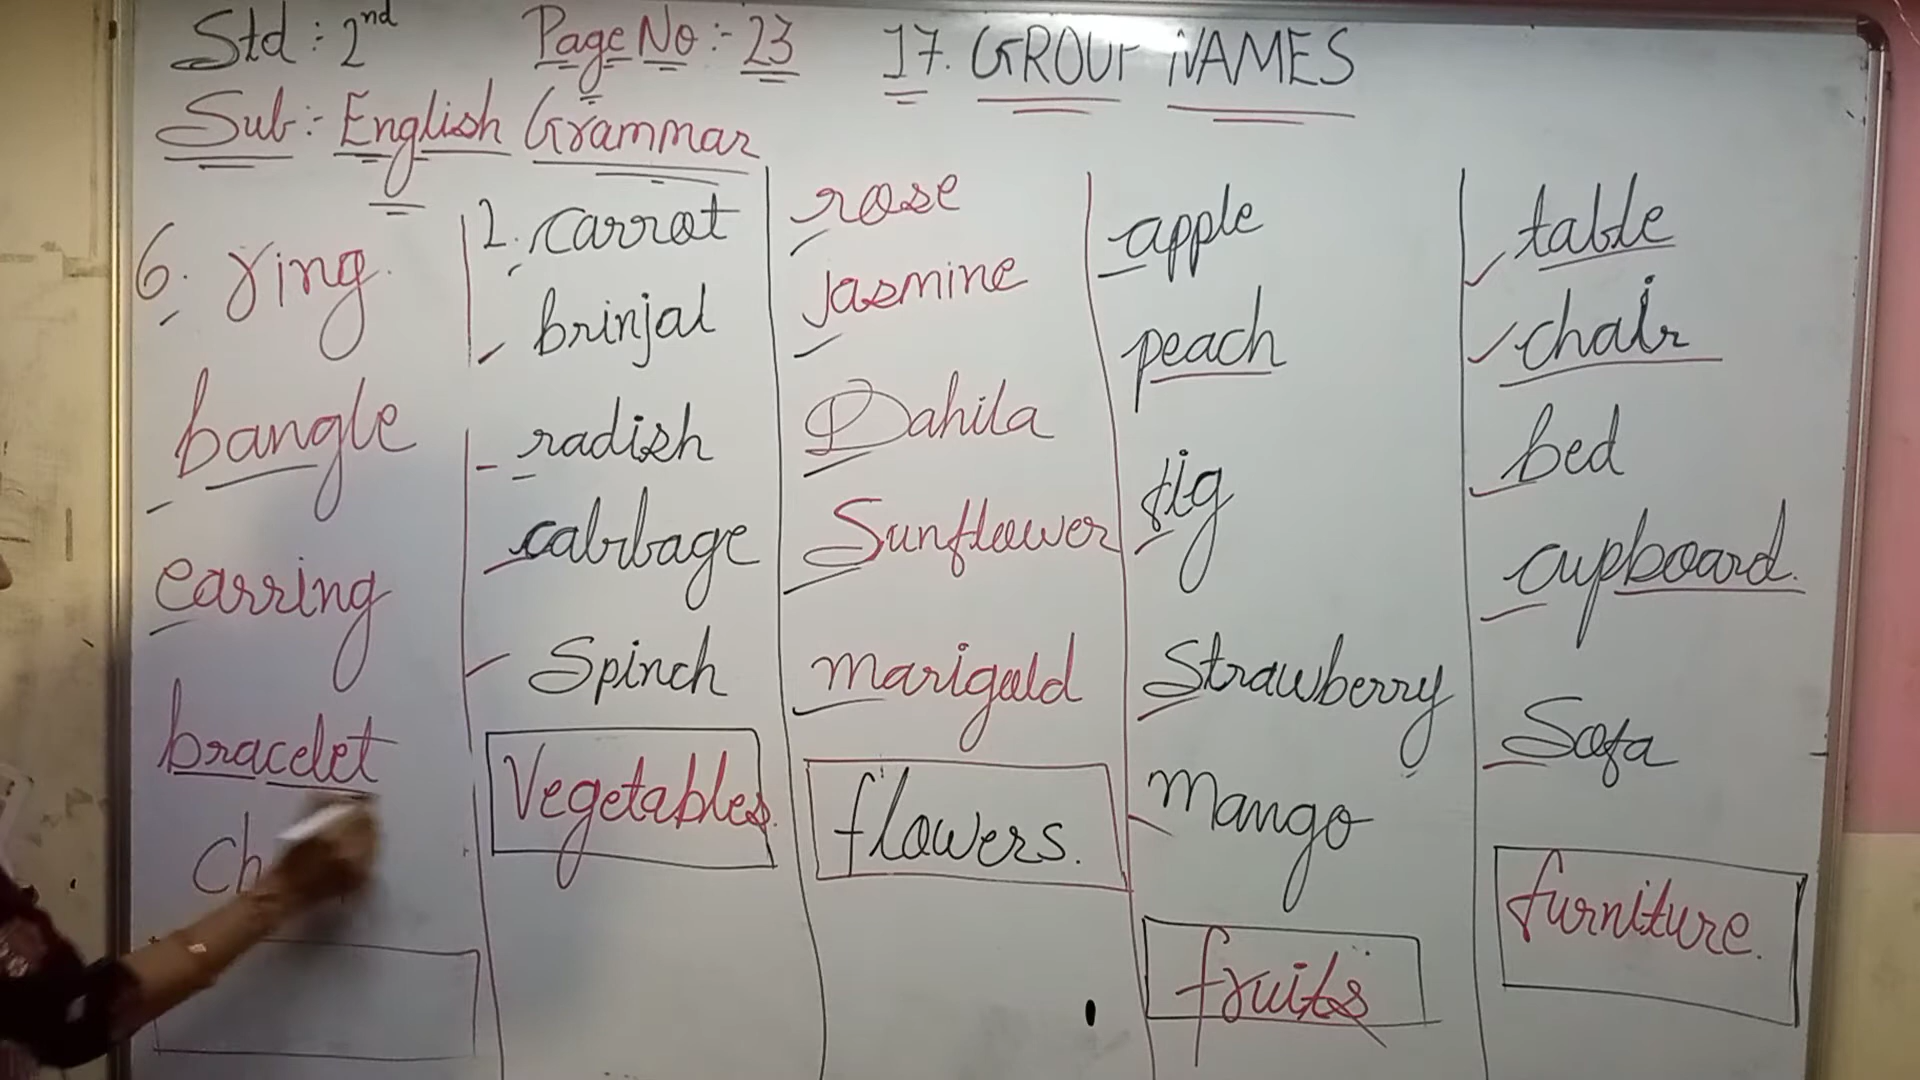 Std : 2nd
Page No :- 23
17. GROUP NAMES
Sub :- English Grammar
6. ring
bangle
earring
bracelet
2. carrot
brinjal
radish
cabbage
Spinch
Vegetables.
rose
Jasmine
Dahila
Sunflower
marigold
flowers.
apple
peach
fig
Strawberry
Mango
fruits
table
chair
bed
cupboard.
Sofa
furniture.